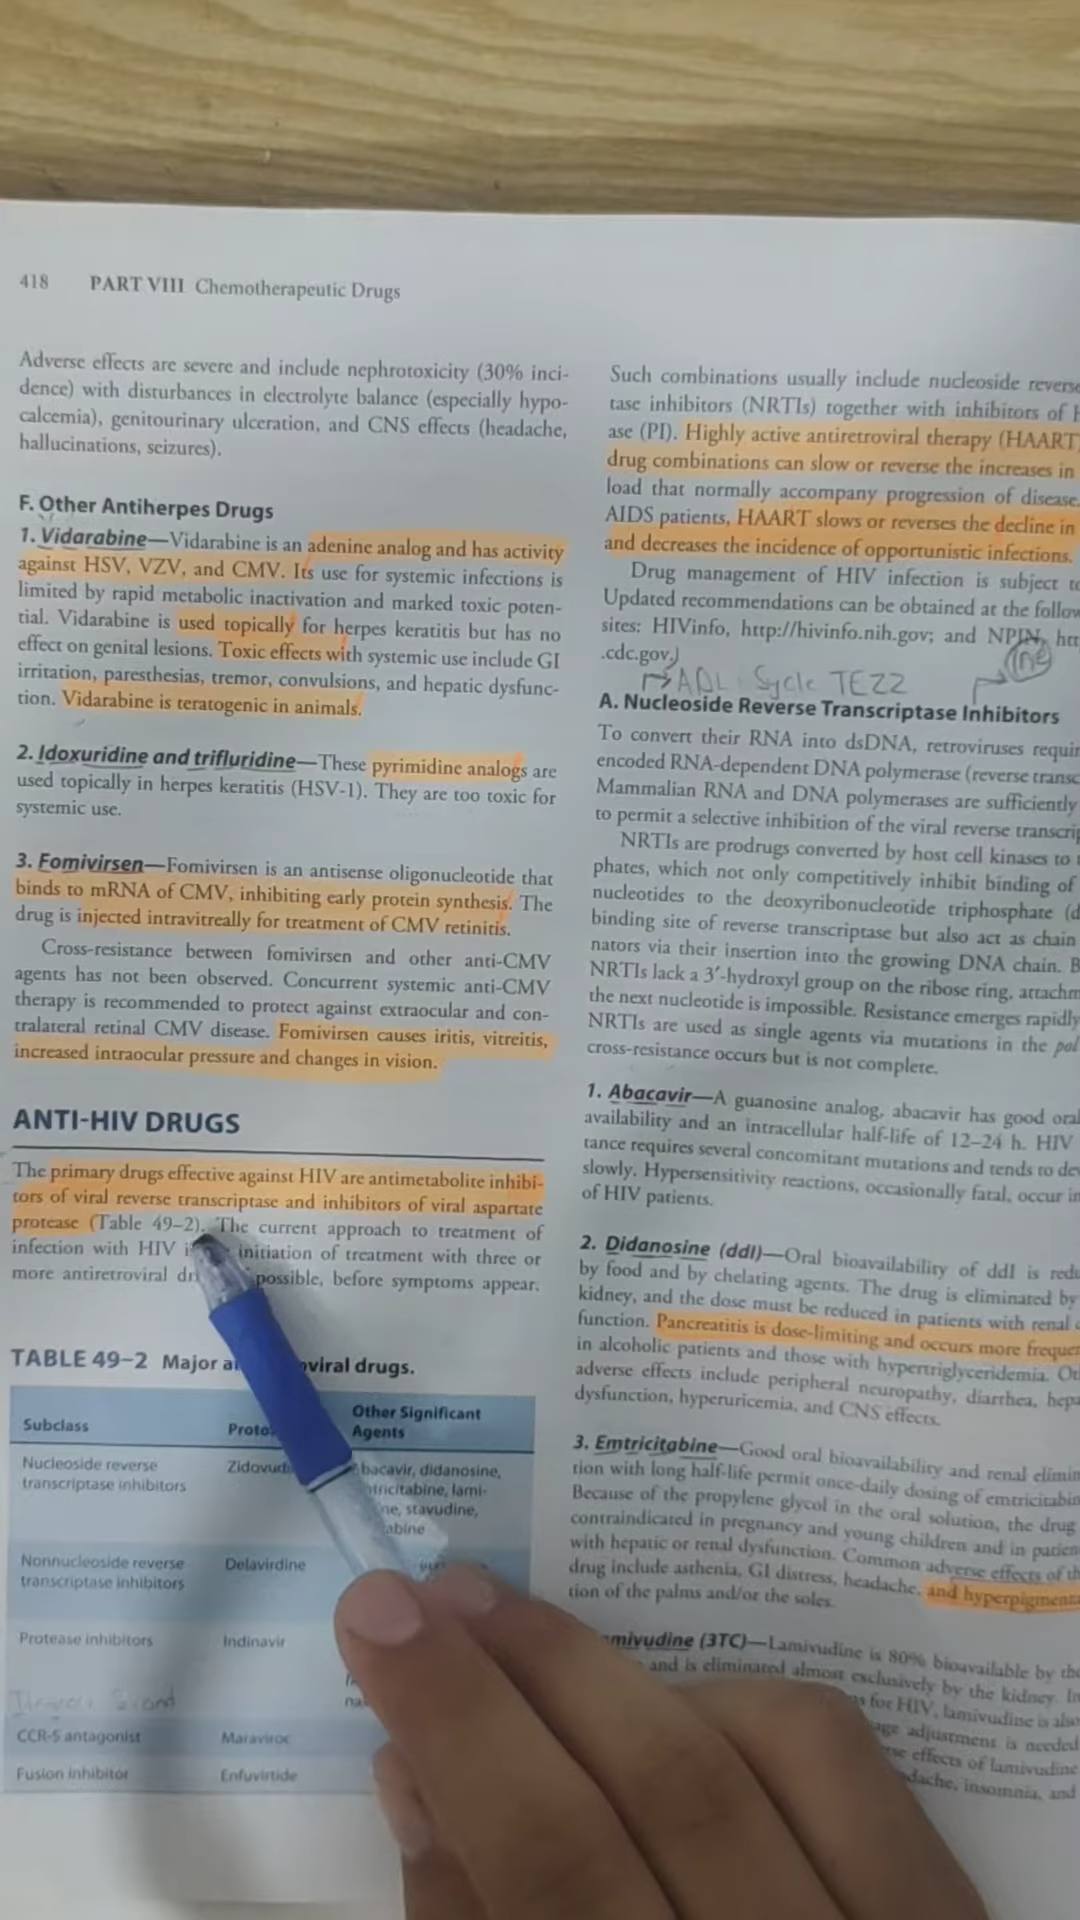 418 PART VIII Chemotherapeutic Drugs
Adverse effects are severe and include nephrotoxicity (30% inci-
dence) with disturbances in electrolyte balance (especially hypo-
calcemia), genitourinary ulceration, and CNS effects (headache,
hallucinations, seizures).
F. Other Antiherpes Drugs
1. Vidarabine—Vidarabine is an adenine analog and has activity
against HSV, VZV, and CMV. Its use for systemic infections is
limited by rapid metabolic inactivation and marked toxic poten-
tial. Vidarabine is used topically for herpes keratitis but has no
effect on genital lesions. Toxic effects with systemic use include GI
irritation, paresthesias, tremor, convulsions, and hepatic dysfunc-
tion. Vidarabine is teratogenic in animals.
2. Idoxuridine and trifluridine—These pyrimidine analogs are
used topically in herpes keratitis (HSV-1). They are too toxic for
systemic use.
3. Fomivirsen—Fomivirsen is an antisense oligonucleotide that
binds to mRNA of CMV, inhibiting early protein synthesis. The
drug is injected intravitreally for treatment of CMV retinitis.
Cross-resistance between fomivirsen and other anti-CMV
agents has not been observed. Concurrent systemic anti-CMV
therapy is recommended to protect against extraocular and con-
tralateral retinal CMV disease. Fomivirsen causes iritis, vitreitis,
increased intraocular pressure and changes in vision.
ANTI-HIV DRUGS
The primary drugs effective against HIV are antimetabolite inhibi-
tors of viral reverse transcriptase and inhibitors of viral aspartate
protease (Table 49–2). The current approach to treatment of
infection with HIV initiation of treatment with three or
more antiretroviral possible, before symptoms appear.
TABLE 49–2 Major oviral drugs.
Subclass Other Significant Agents
Nucleoside reverse transcriptase inhibitors didanosine, stavudine,
Nonnucleoside reverse transcriptase inhibitors Delavirdine
Protease inhibitors Indinavir
CCR-5 antagonist Maraviroc
Fusion inhibitor Enfuvirtide
Such combinations usually include nucleoside reverse
tase inhibitors (NRTIs) together with inhibitors of
ase (PI). Highly active antiretroviral therapy (HAART
drug combinations can slow or reverse the increases in
load that normally accompany progression of disease.
AIDS patients, HAART slows or reverses the decline in
and decreases the incidence of opportunistic infections.
Drug management of HIV infection is subject
Updated recommendations can be obtained at the follow
sites: HIVinfo, http://hivinfo.nih.gov; and NPIN, htt
.cdc.gov.)
ADL Sycle TEZZ
A. Nucleoside Reverse Transcriptase Inhibitors
To convert their RNA into dsDNA, retroviruses requir
encoded RNA-dependent DNA polymerase (reverse transc
Mammalian RNA and DNA polymerases are sufficiently
to permit a selective inhibition of the viral reverse transcrip
NRTIs are prodrugs converted by host cell kinases to
phates, which not only competitively inhibit binding of
nucleotides to the deoxyribonucleotide triphosphate (d
binding site of reverse transcriptase but also act as chain
nators via their insertion into the growing DNA chain. B
NRTIs lack a 3′-hydroxyl group on the ribose ring, attachm
the next nucleotide is impossible. Resistance emerges rapidly
NRTIs are used as single agents via mutations in the pol
cross-resistance occurs but is not complete.
1. Abacavir—A guanosine analog, abacavir has good oral
availability and an intracellular half-life of 12–24 h. HIV
tance requires several concomitant mutations and tends to de
slowly. Hypersensitivity reactions, occasionally fatal, occur in
of HIV patients.
2. Didanosine (ddI)—Oral bioavailability of ddI is redu
by food and by chelating agents. The drug is eliminated by
kidney, and the dose must be reduced in patients with renal
function. Pancreatitis is dose-limiting and occurs more freque
in alcoholic patients and those with hypertriglyceridemia. Ot
adverse effects include peripheral neuropathy, diarrhea, hepa
dysfunction, hyperuricemia, and CNS effects.
3. Emtricitabine—Good oral bioavailability and renal elimin
tion with long half-life permit once-daily dosing of emtricitabin
Because of the propylene glycol in the oral solution, the drug
contraindicated in pregnancy and young children and in patien
with hepatic or renal dysfunction. Common adverse effects of th
drug include asthenia, GI distress, headache, and hyperpigmenta
tion of the palms and/or the soles.
mivudine (3TC)—Lamivudine is 80% bioavailable by the
and is eliminated almost exclusively by the kidney. In
for HIV, lamivudine is also
adjustment is needed
effects of lamivudine
dache, insomnia, and